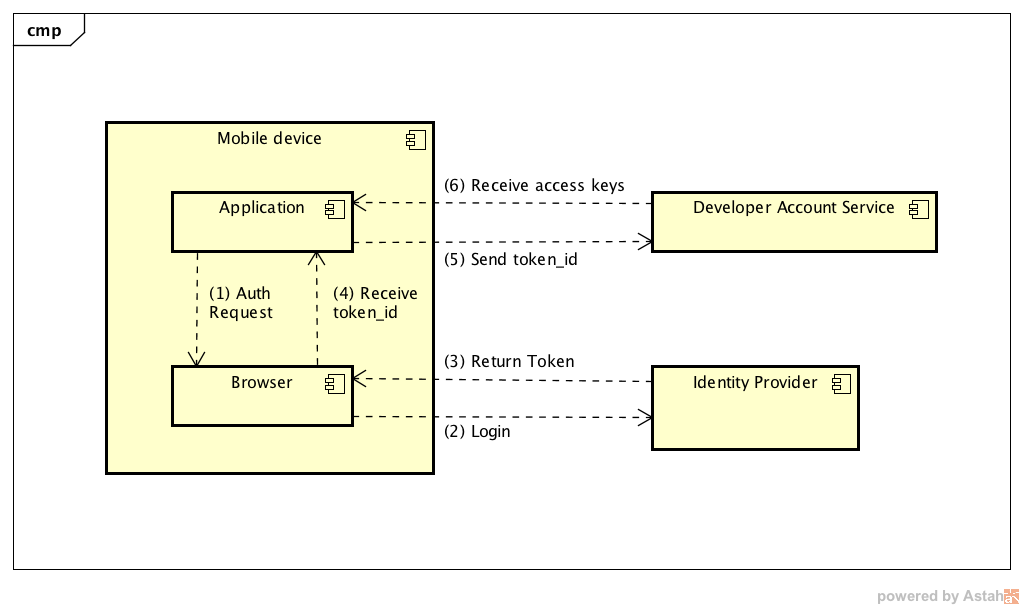 cmp
Mobile device
Application
(6) Receive access keys
Developer Account Service
(5) Send token_id
(1) Auth
Request
(4) Receive
token_id
Browser
(3) Return Token
Identity Provider
(2) Login
powered by Astah